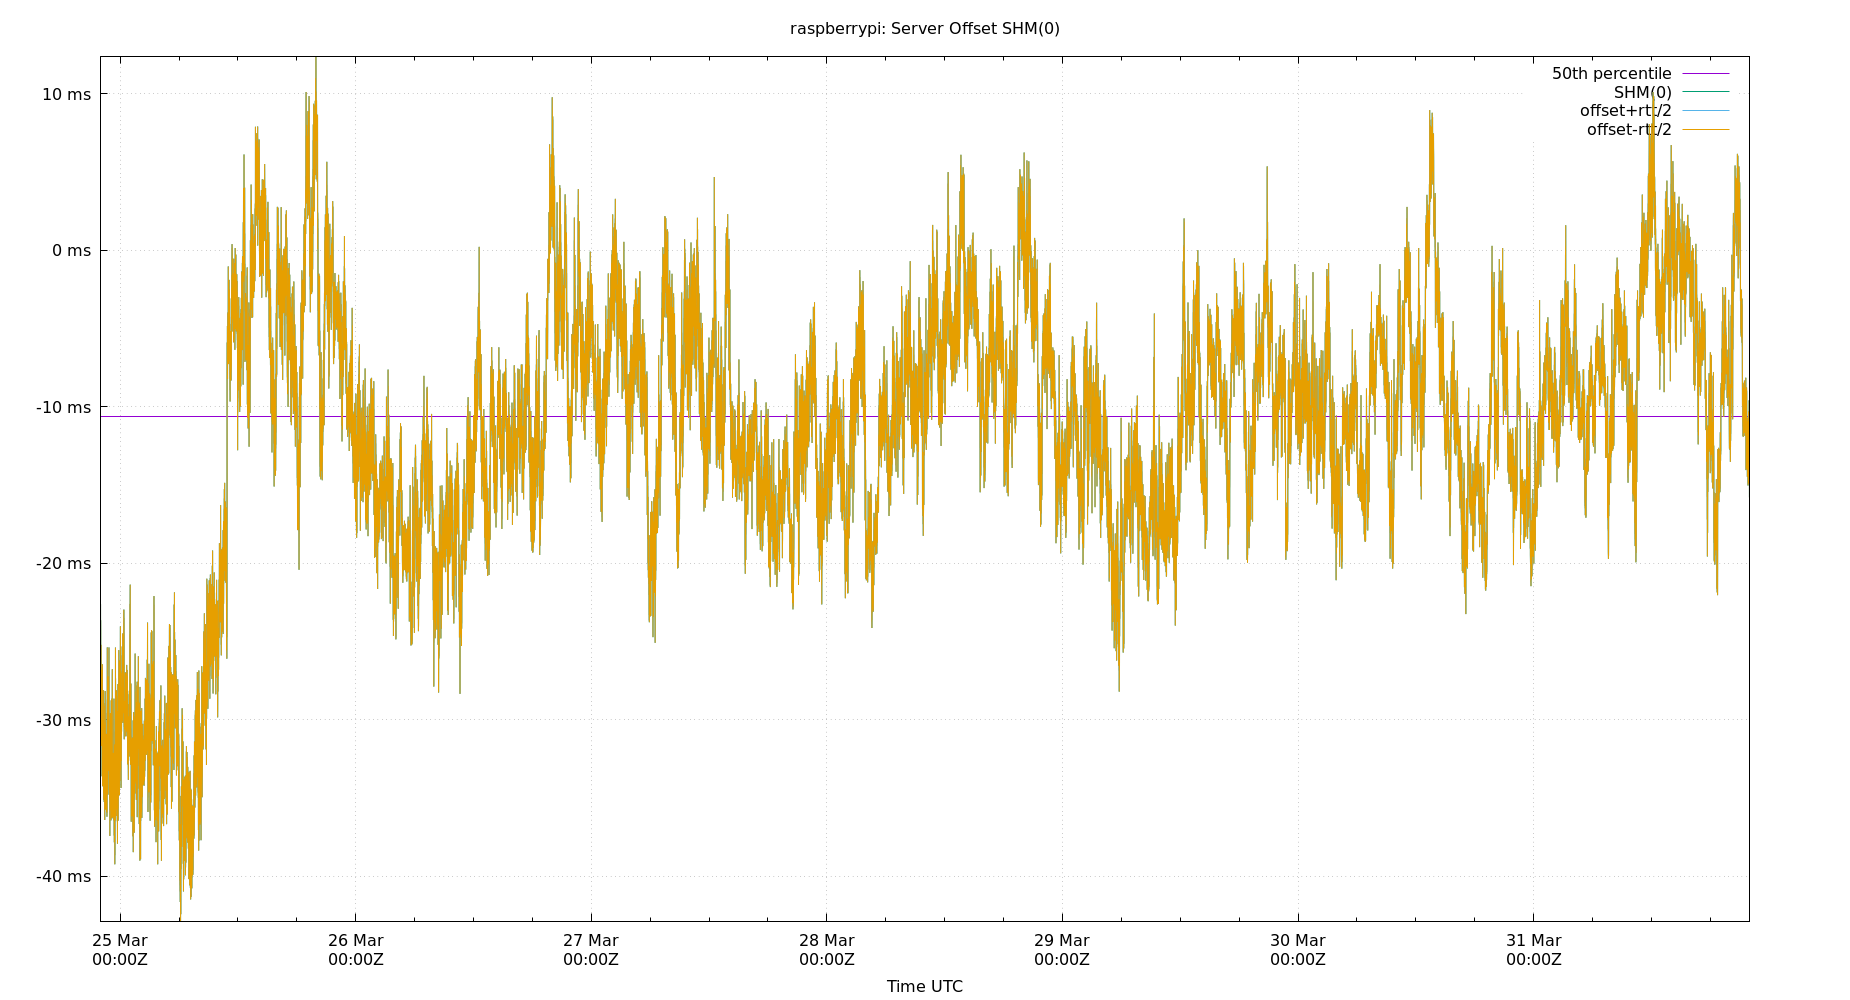 raspberrypi: Server Offset SHM(0)
50th percentile
SHM(0)
offset+rtt/2
offset-rtt/2
10 ms
0 ms
-10 ms
-20 ms
-30 ms
-40 ms
25 Mar
00:00Z
26 Mar
00:00Z
27 Mar
00:00Z
28 Mar
00:00Z
29 Mar
00:00Z
30 Mar
00:00Z
31 Mar
00:00Z
Time UTC